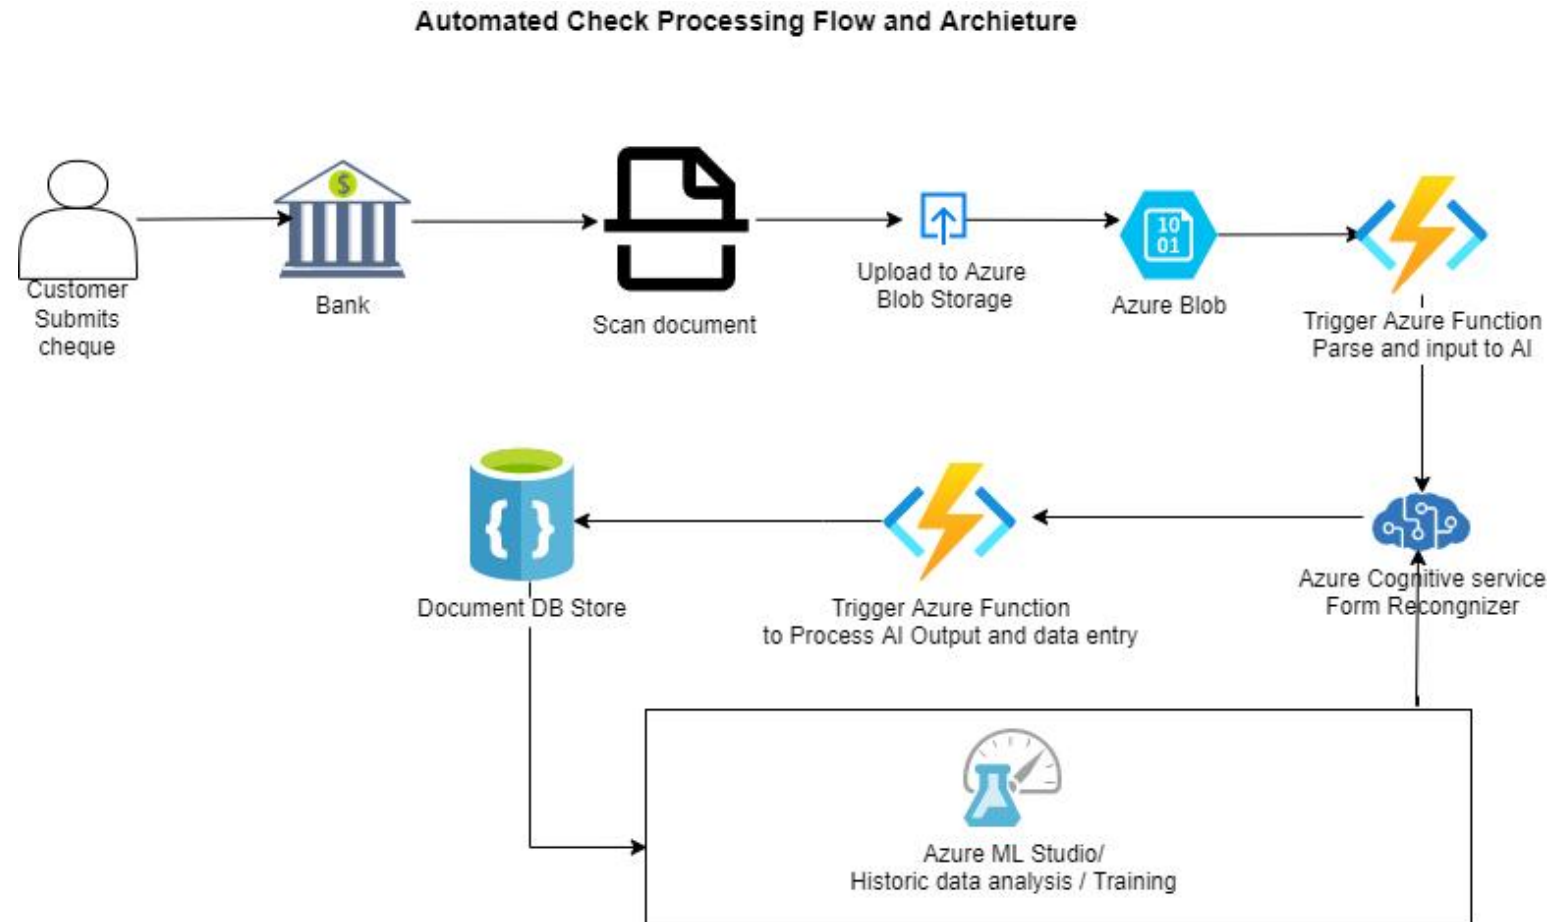 Automated Check Processing Flow and Archieture
$
10
01
Customer
Submits
cheque
Bank
Scan document
Upload to Azure
Blob Storage
Azure Blob
Trigger Azure Function
Parse and input to AI
{ }
Document DB Store
Trigger Azure Function
to Process AI Output and data entry
Azure Cognitive service
Form Recongnizer
Azure ML Studio/
Historic data analysis / Training